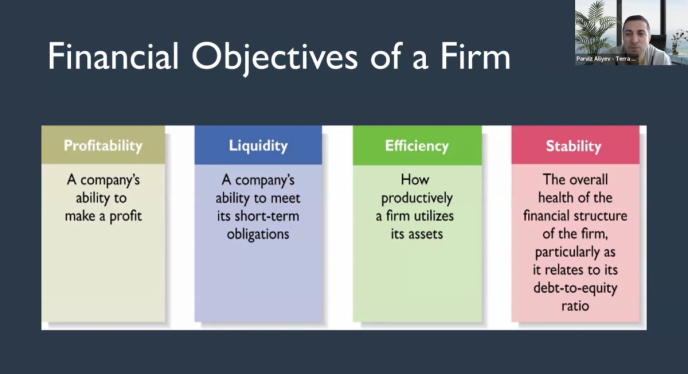 Financial Objectives of a Firm
Parviz Aliyev - Terra ...
Profitability
A company's
ability to
make a profit
Liquidity
A company's
ability to meet
its short-term
obligations
Efficiency
How
productively
a firm utilizes
its assets
Stability
The overall
health of the
financial structure
of the firm,
particularly as
it relates to its
debt-to-equity
ratio